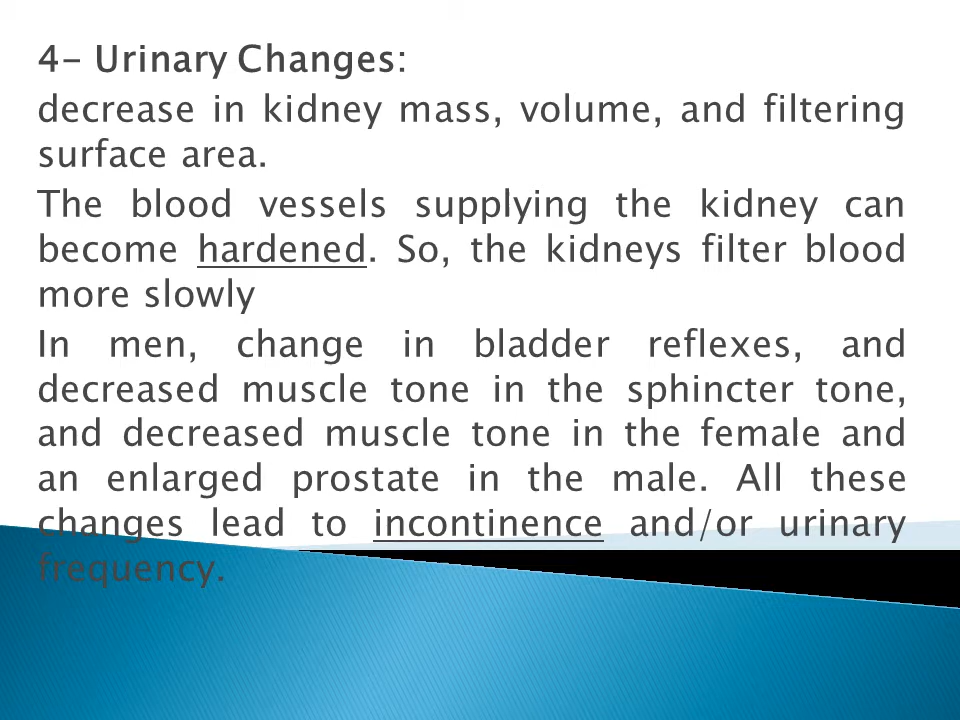 4- Urinary Changes:
decrease in kidney mass, volume, and filtering
surface area.
The blood vessels supplying the kidney can
become hardened. So, the kidneys filter blood
more slowly
In men, change in bladder reflexes, and
decreased muscle tone in the sphincter tone,
and decreased muscle tone in the female and
an enlarged prostate in the male. All these
changes lead to incontinence and/or urinary
frequency.